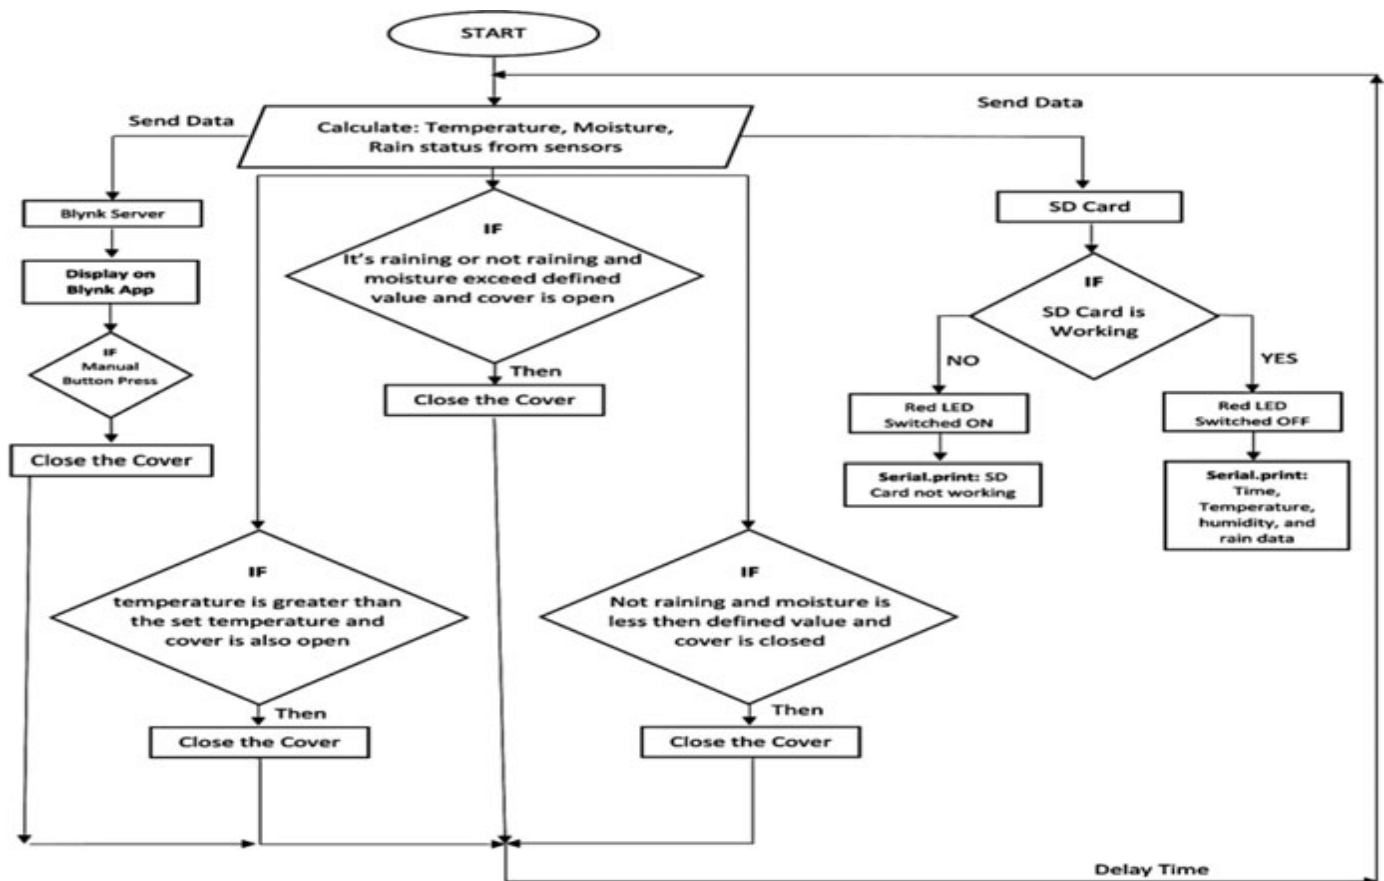 START
Send Data
Send Data
Calculate: Temperature, Moisture,
Rain status from sensors
Blynk Server
Display on
Blynk App
IF
Manual
Button Press
Close the Cover
IF
It's raining or not raining and
moisture exceed defined
value and cover is open
Then
Close the Cover
SD Card
IF
SD Card is
Working
NO
YES
Red LED
Switched ON
Serial.print: SD
Card not working
Red LED
Switched OFF
Serial.print:
Time,
Temperature,
humidity, and
rain data
IF
temperature is greater than
the set temperature and
cover is also open
Then
Close the Cover
IF
Not raining and moisture is
less then defined value and
cover is closed
Then
Close the Cover
Delay Time